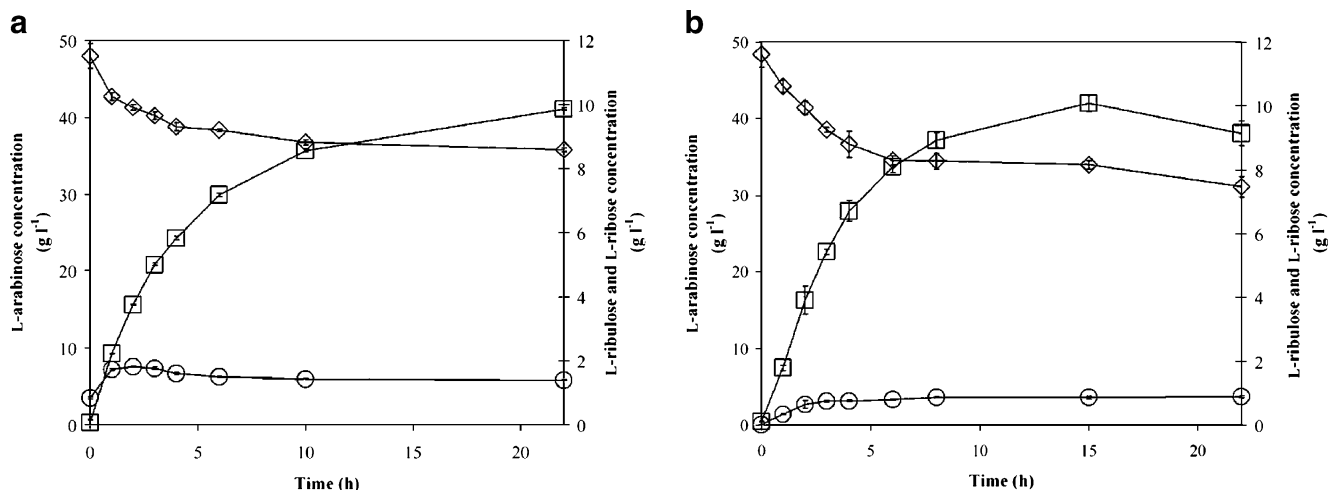 a
50
40
30
20
10
0
L-arabinose concentration
(g l-1)
12
10
8
6
4
2
0
L-ribulose and L-ribose concentration
(g l-1)
0 5 10 15 20
Time (h)
b
50
40
30
20
10
0
L-arabinose concentration
(g l-1)
12
10
8
6
4
2
0
L-ribulose and L-ribose concentration
(g l-1)
0 5 10 15 20
Time (h)